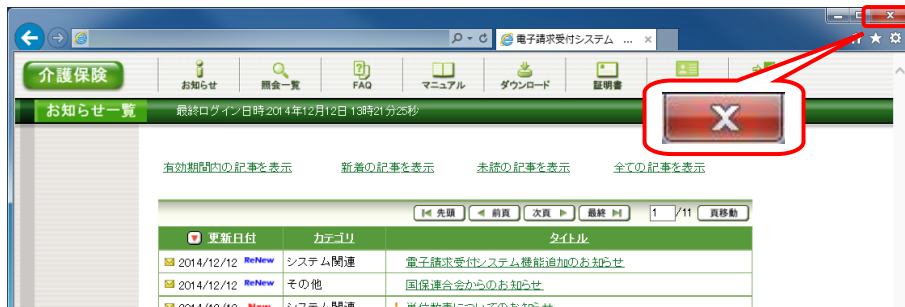 電子請求受付システム ...
介護保険
お知らせ
照会一覧
FAQ
マニュアル
ダウンロード
証明書
お知らせ一覧
最終ログイン日時:2014年12月12日 13時21分25秒
X
有効期間内の記事を表示 新着の記事を表示 未読の記事を表示 全ての記事を表示
先頭 前頁 次頁 最終 1 /11 頁移動
更新日付 カテゴリ タイトル
2014/12/12 ReNew システム関連 電子請求受付システム機能追加のお知らせ
2014/12/12 ReNew その他 国保連合会からのお知らせ